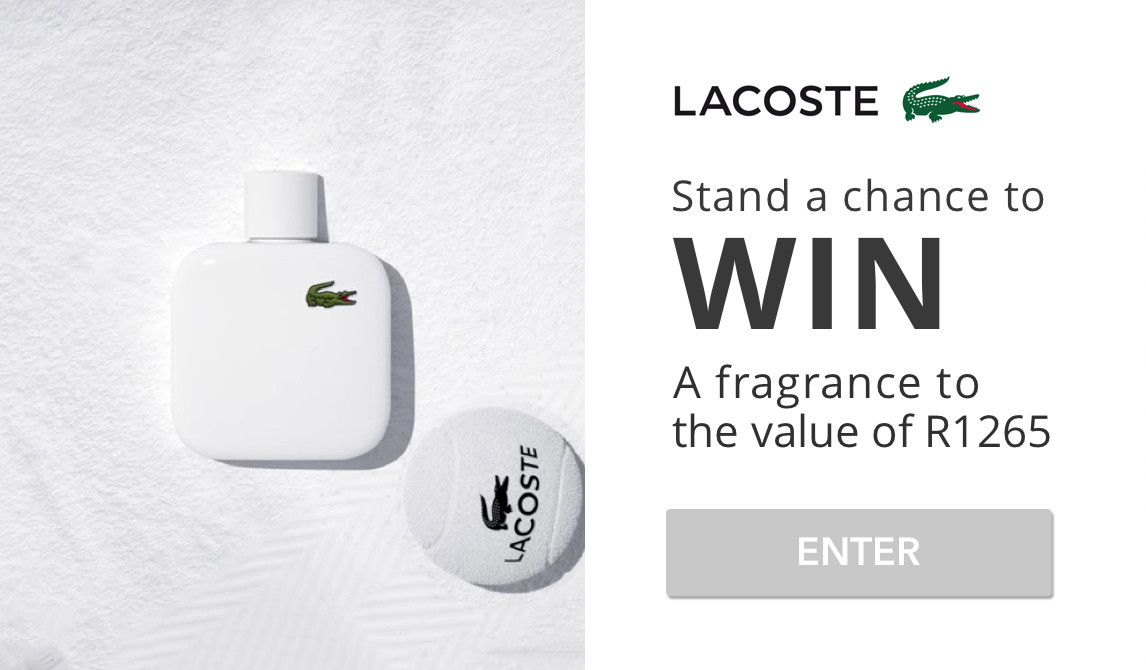 LACOSTE
LACOSTE
Stand a chance to
WIN
A fragrance to
the value of R1265
ENTER